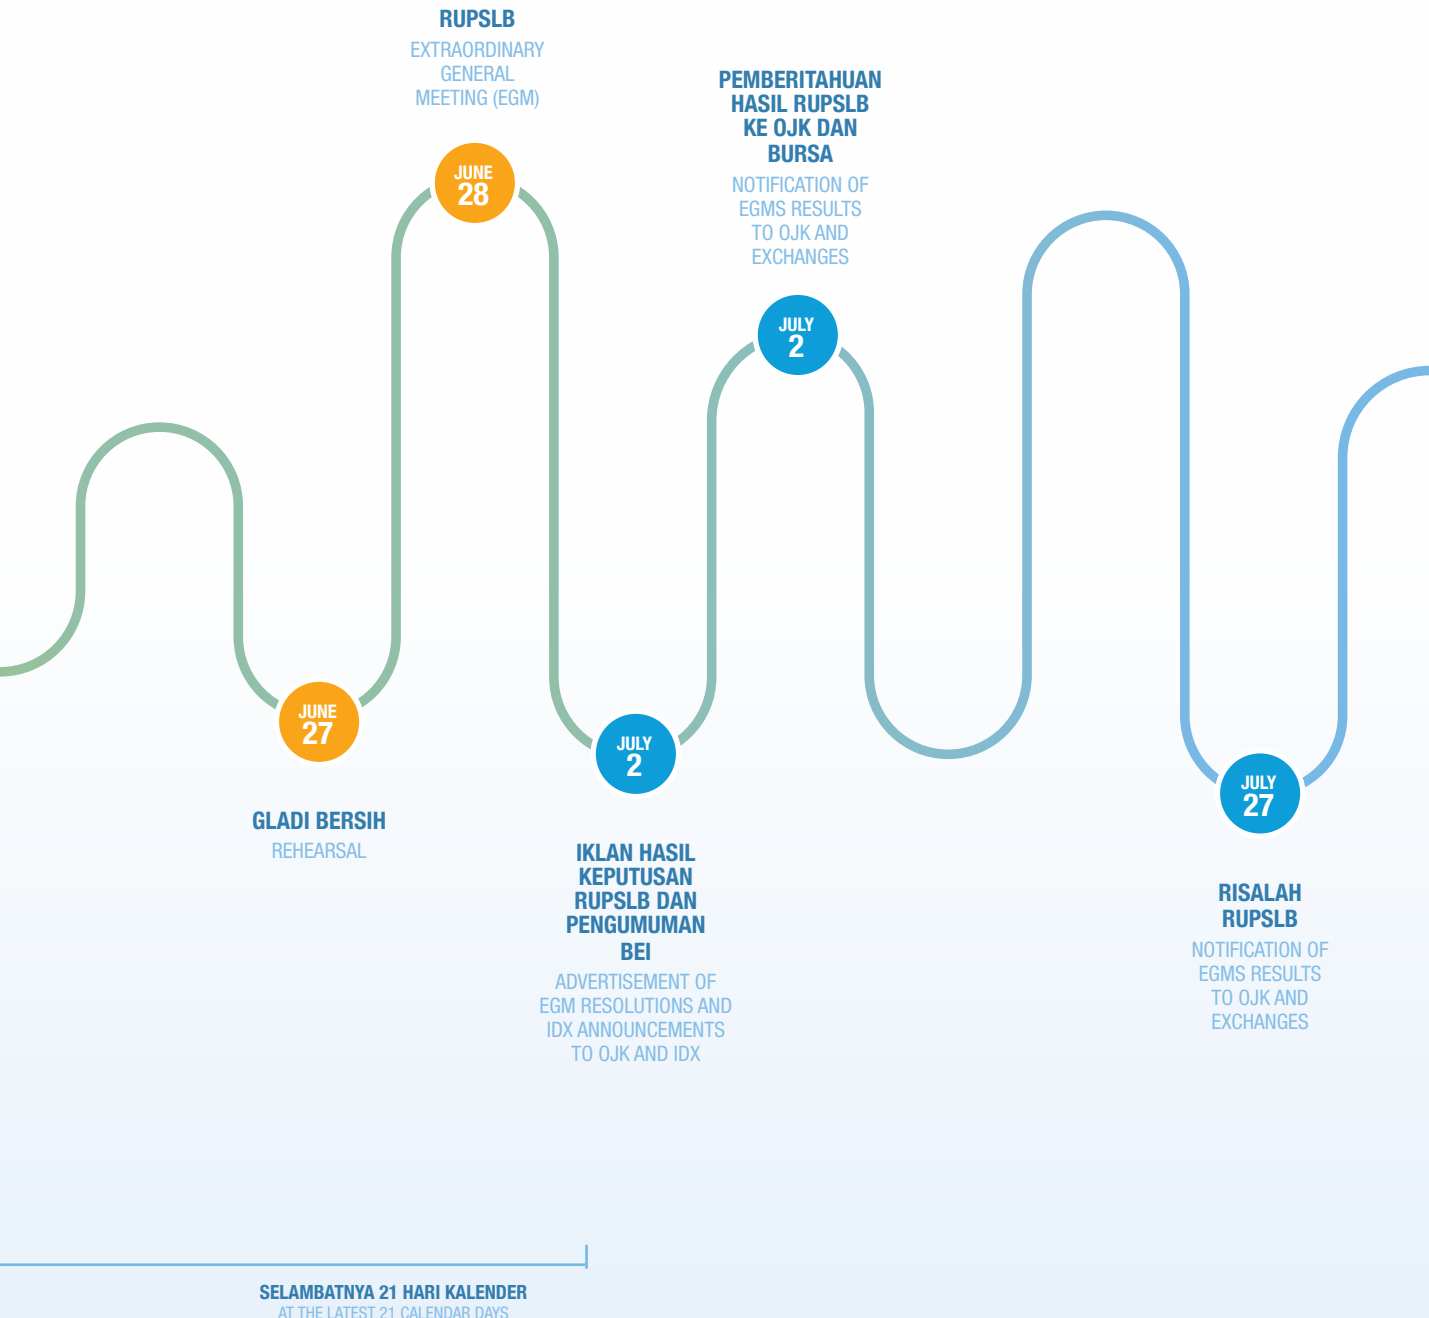 RUPSLB
EXTRAORDINARY
GENERAL
MEETING (EGM)
JUNE
28
PEMBERITAHUAN
HASIL RUPSLB
KE OJK DAN
BURSA
NOTIFICATION OF
EGMS RESULTS
TO OJK AND
EXCHANGES
JULY
2
JUNE
27
GLADI BERSIH
REHEARSAL
JULY
2
IKLAN HASIL
KEPUTUSAN
RUPSLB DAN
PENGUMUMAN
BEI
ADVERTISEMENT OF
EGM RESOLUTIONS AND
IDX ANNOUNCEMENTS
TO OJK AND IDX
JULY
27
RISALAH
RUPSLB
NOTIFICATION OF
EGMS RESULTS
TO OJK AND
EXCHANGES
SELAMBATNYA 21 HARI KALENDER
AT THE LATEST 21 CALENDAR DAYS